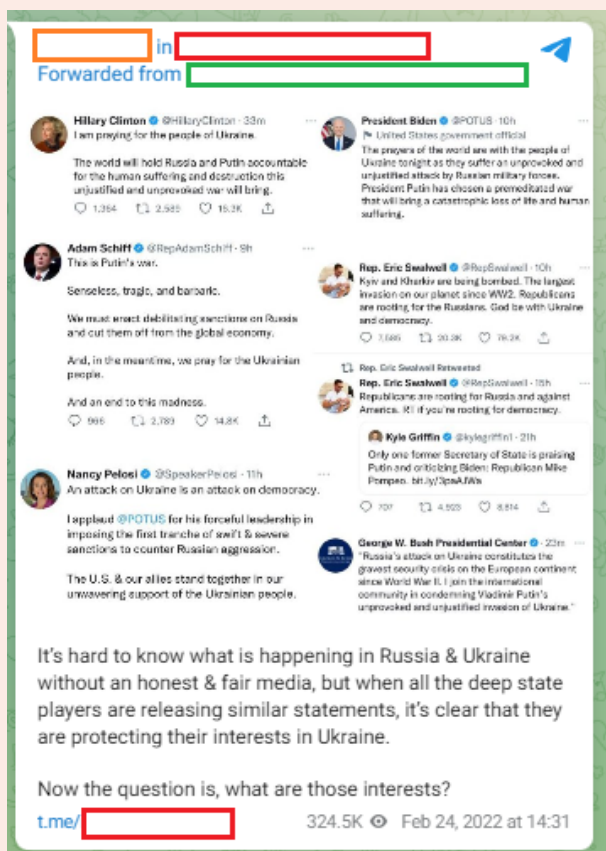 in
Forwarded from
Hillary Clinton @HillaryClinton · 33m
I am praying for the people of Ukraine.
The world will hold Russia and Putin accountable
for the human suffering and destruction this
unjustified and unprovoked war will bring.
1,364 2,585 15.3K
Adam Schiff @RepAdamSchiff · 9h
This is Putin's war.
Senseless, tragic, and barbaric.
We must enact debilitating sanctions on Russia
and cut them off from the global economy.
And, in the meantime, we pray for the Ukrainian
people.
And an end to this madness.
966 2,789 14.8K
Nancy Pelosi @SpeakerPelosi · 11h
An attack on Ukraine is an attack on democracy.
I applaud @POTUS for his forceful leadership in
imposing the first tranche of swift & severe
sanctions to counter Russian aggression.
The U.S. & our allies stand together in our
unwavering support of the Ukrainian people.
President Biden @POTUS · 10h
United States government official
The prayers of the world are with the people of
Ukraine tonight as they suffer an unprovoked and
unjustified attack by Russian military forces.
President Putin has chosen a premeditated war
that will bring a catastrophic loss of life and human
suffering.
Rep. Eric Swalwell @RepSwalwell · 10h
Kyiv and Kharkiv are being bombed. The largest
invasion on our planet since WW2. Republicans
are rooting for the Russians. God be with Ukraine
and democracy.
7,585 20.3K 79.2K
Rep. Eric Swalwell Retweeted
Rep. Eric Swalwell @RepSwalwell · 15h
Republicans are rooting for Russia and against
America. RT if you're rooting for democracy.
Kyle Griffin @kylegriffin1 · 21h
Only one former Secretary of State is praising
Putin and criticizing Biden: Republican Mike
Pompeo.
707 4,923 8,814
George W. Bush Presidential Center · 23m
"Russia's attack on Ukraine constitutes the
gravest security crisis on the European continent
since World War II. I join the international
community in condemning Vladimir Putin's
unprovoked and unjustified invasion of Ukraine."
It's hard to know what is happening in Russia & Ukraine
without an honest & fair media, but when all the deep state
players are releasing similar statements, it's clear that they
are protecting their interests in Ukraine.
Now the question is, what are those interests?
t.me/ 324.5K Feb 24, 2022 at 14:31